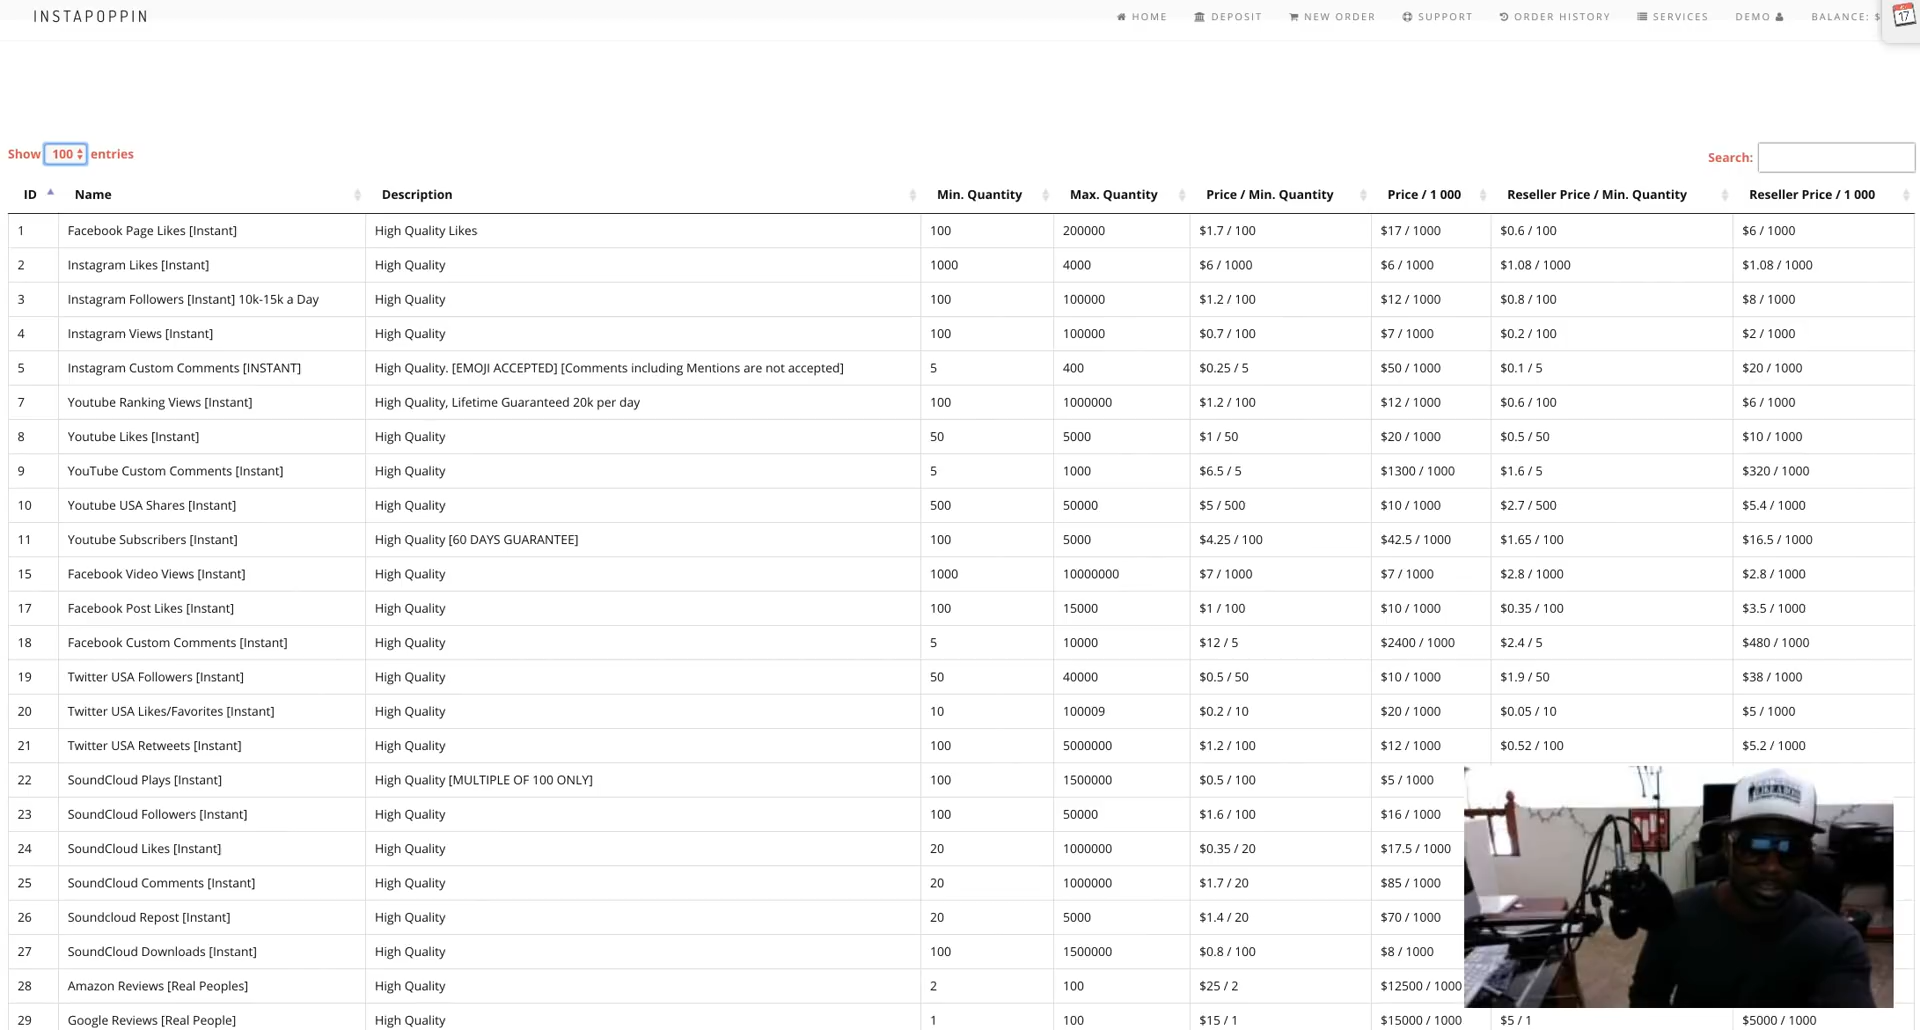 INSTAPOPPIN
HOME DEPOSIT NEW ORDER SUPPORT ORDER HISTORY SERVICES DEMO BALANCE: $
17
Show 100 entries
Search:
ID Name Description Min. Quantity Max. Quantity Price / Min. Quantity Price / 1 000 Reseller Price / Min. Quantity Reseller Price / 1 000
1 Facebook Page Likes [Instant] High Quality Likes 100 200000 $1.7 / 100 $17 / 1000 $0.6 / 100 $6 / 1000
2 Instagram Likes [Instant] High Quality 1000 4000 $6 / 1000 $6 / 1000 $1.08 / 1000 $1.08 / 1000
3 Instagram Followers [Instant] 10k-15k a Day High Quality 100 100000 $1.2 / 100 $12 / 1000 $0.8 / 100 $8 / 1000
4 Instagram Views [Instant] High Quality 100 100000 $0.7 / 100 $7 / 1000 $0.2 / 100 $2 / 1000
5 Instagram Custom Comments [INSTANT] High Quality. [EMOJI ACCEPTED] [Comments including Mentions are not accepted] 5 400 $0.25 / 5 $50 / 1000 $0.1 / 5 $20 / 1000
7 Youtube Ranking Views [Instant] High Quality, Lifetime Guaranteed 20k per day 100 1000000 $1.2 / 100 $12 / 1000 $0.6 / 100 $6 / 1000
8 Youtube Likes [Instant] High Quality 50 5000 $1 / 50 $20 / 1000 $0.5 / 50 $10 / 1000
9 YouTube Custom Comments [Instant] High Quality 5 1000 $6.5 / 5 $1300 / 1000 $1.6 / 5 $320 / 1000
10 Youtube USA Shares [Instant] High Quality 500 50000 $5 / 500 $10 / 1000 $2.7 / 500 $5.4 / 1000
11 Youtube Subscribers [Instant] High Quality [60 DAYS GUARANTEE] 100 5000 $4.25 / 100 $42.5 / 1000 $1.65 / 100 $16.5 / 1000
15 Facebook Video Views [Instant] High Quality 1000 10000000 $7 / 1000 $7 / 1000 $2.8 / 1000 $2.8 / 1000
17 Facebook Post Likes [Instant] High Quality 100 15000 $1 / 100 $10 / 1000 $0.35 / 100 $3.5 / 1000
18 Facebook Custom Comments [Instant] High Quality 5 10000 $12 / 5 $2400 / 1000 $2.4 / 5 $480 / 1000
19 Twitter USA Followers [Instant] High Quality 50 40000 $0.5 / 50 $10 / 1000 $1.9 / 50 $38 / 1000
20 Twitter USA Likes/Favorites [Instant] High Quality 10 100009 $0.2 / 10 $20 / 1000 $0.05 / 10 $5 / 1000
21 Twitter USA Retweets [Instant] High Quality 100 5000000 $1.2 / 100 $12 / 1000 $0.52 / 100 $5.2 / 1000
22 SoundCloud Plays [Instant] High Quality [MULTIPLE OF 100 ONLY] 100 1500000 $0.5 / 100 $5 / 1000
23 SoundCloud Followers [Instant] High Quality 100 50000 $1.6 / 100 $16 / 1000
24 SoundCloud Likes [Instant] High Quality 20 1000000 $0.35 / 20 $17.5 / 1000
25 SoundCloud Comments [Instant] High Quality 20 1000000 $1.7 / 20 $85 / 1000
26 Soundcloud Repost [Instant] High Quality 20 5000 $1.4 / 20 $70 / 1000
27 SoundCloud Downloads [Instant] High Quality 100 1500000 $0.8 / 100 $8 / 1000
28 Amazon Reviews [Real Peoples] High Quality 2 100 $25 / 2 $12500 / 1000
29 Google Reviews [Real People] High Quality 1 100 $15 / 1 $15000 / 1000 $5 / 1 $5000 / 1000